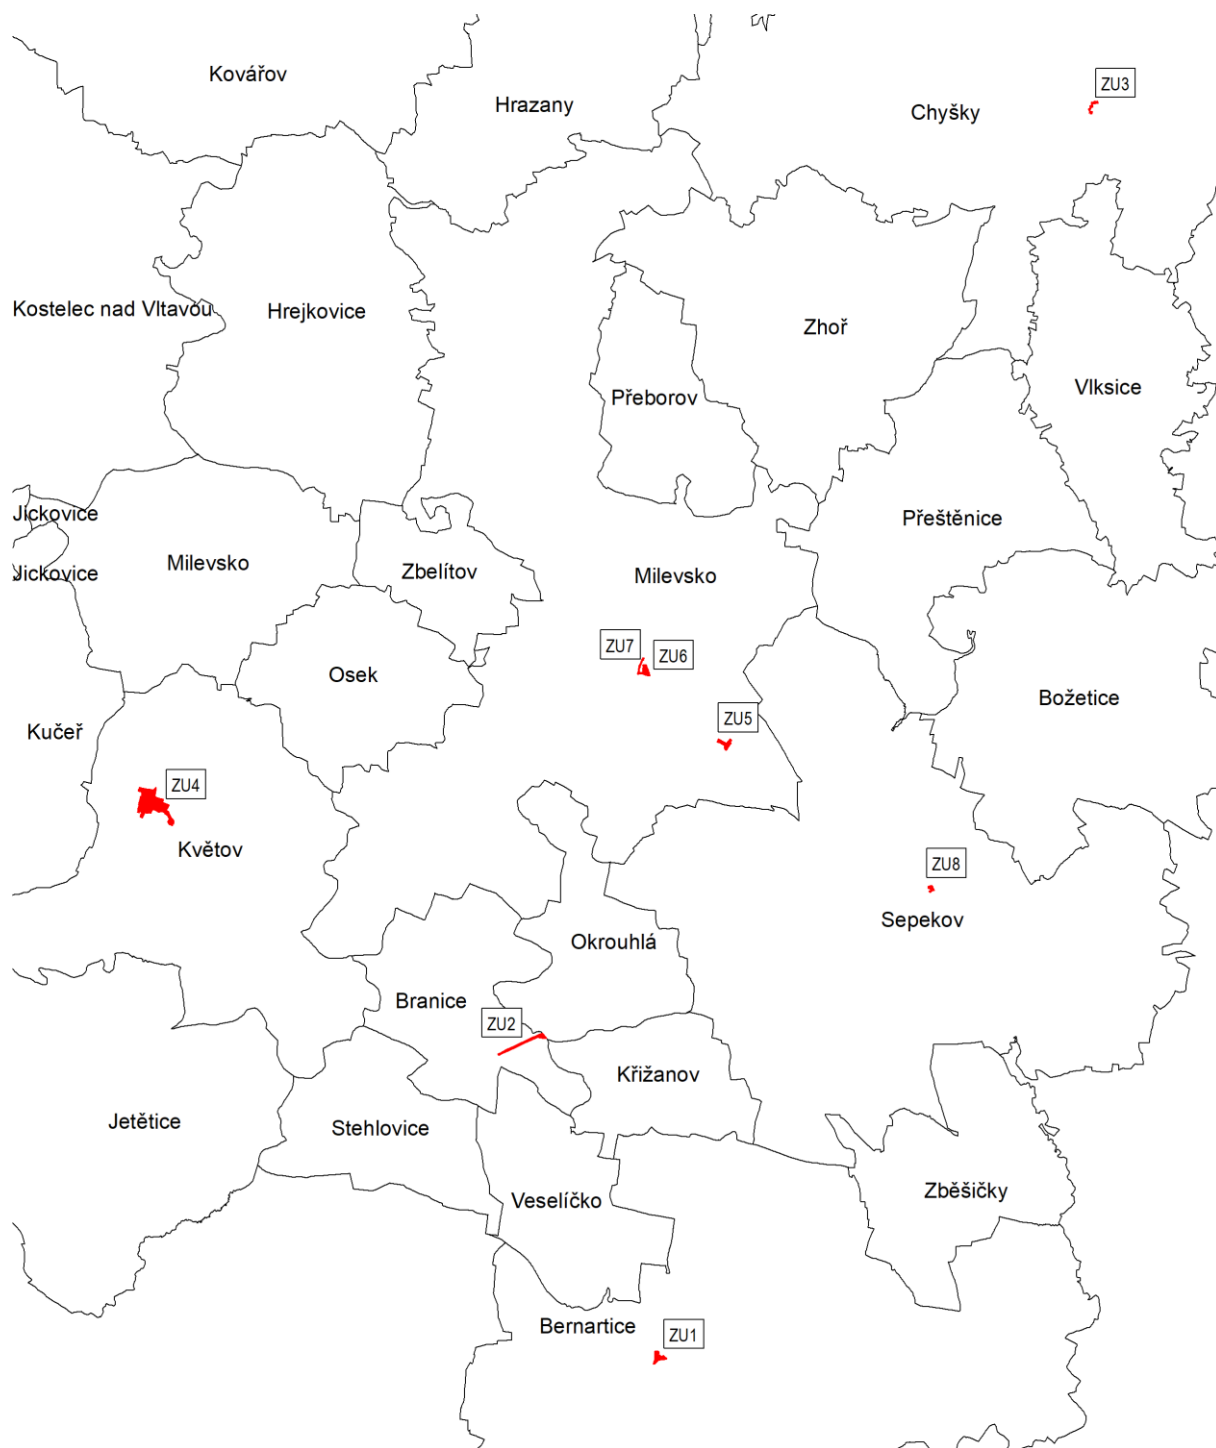 Kovářov
ZU3
Hrazany
Chyšky
Kostelec nad Vltavou
Hrejkovice
Zhoř
Vlksice
Přeborov
Jickovice
Přeštěnice
Milevsko
Zbelítov
Milevsko
Jickovice
ZU7
ZU6
Osek
Božetice
ZU5
Kučeř
ZU4
Květov
ZU8
Sepekov
Okrouhlá
Branice
ZU2
Křižanov
Jetětice
Stehlovice
Zběšičky
Veselíčko
Bernartice
ZU1